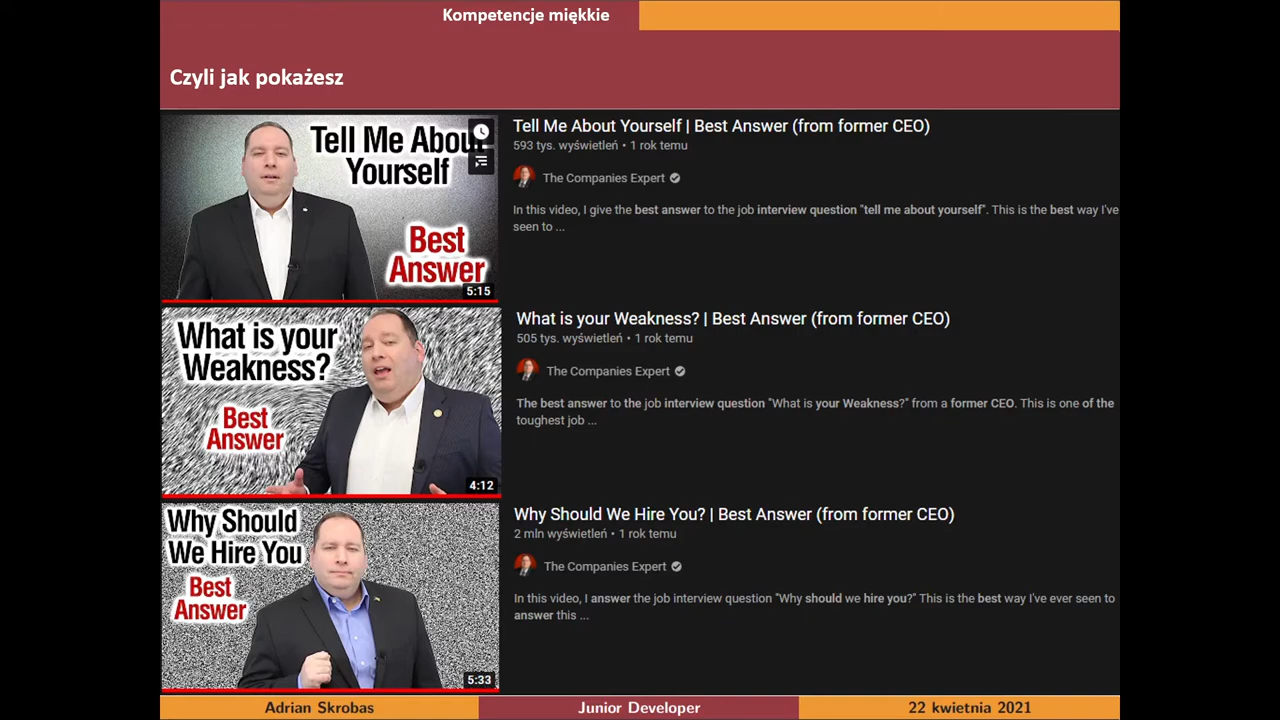 Kompetencje miękkie
Czyli jak pokażesz
Tell Me About
Yourself
Best
Answer
5:15
Tell Me About Yourself | Best Answer (from former CEO)
593 tys. wyświetleń • 1 rok temu
The Companies Expert
In this video, I give the best answer to the job interview question "tell me about yourself". This is the best way I've
seen to ...
What is your
Weakness?
Best
Answer
4:12
What is your Weakness? | Best Answer (from former CEO)
505 tys. wyświetleń • 1 rok temu
The Companies Expert
The best answer to the job interview question "What is your Weakness?" from a former CEO. This is one of the
toughest job ...
Why Should
We Hire You
Best
Answer
5:33
Why Should We Hire You? | Best Answer (from former CEO)
2 mln wyświetleń • 1 rok temu
The Companies Expert
In this video, I answer the job interview question "Why should we hire you?" This is the best way I've ever seen to
answer this ...
Adrian Skrobas
Junior Developer
22 kwietnia 2021